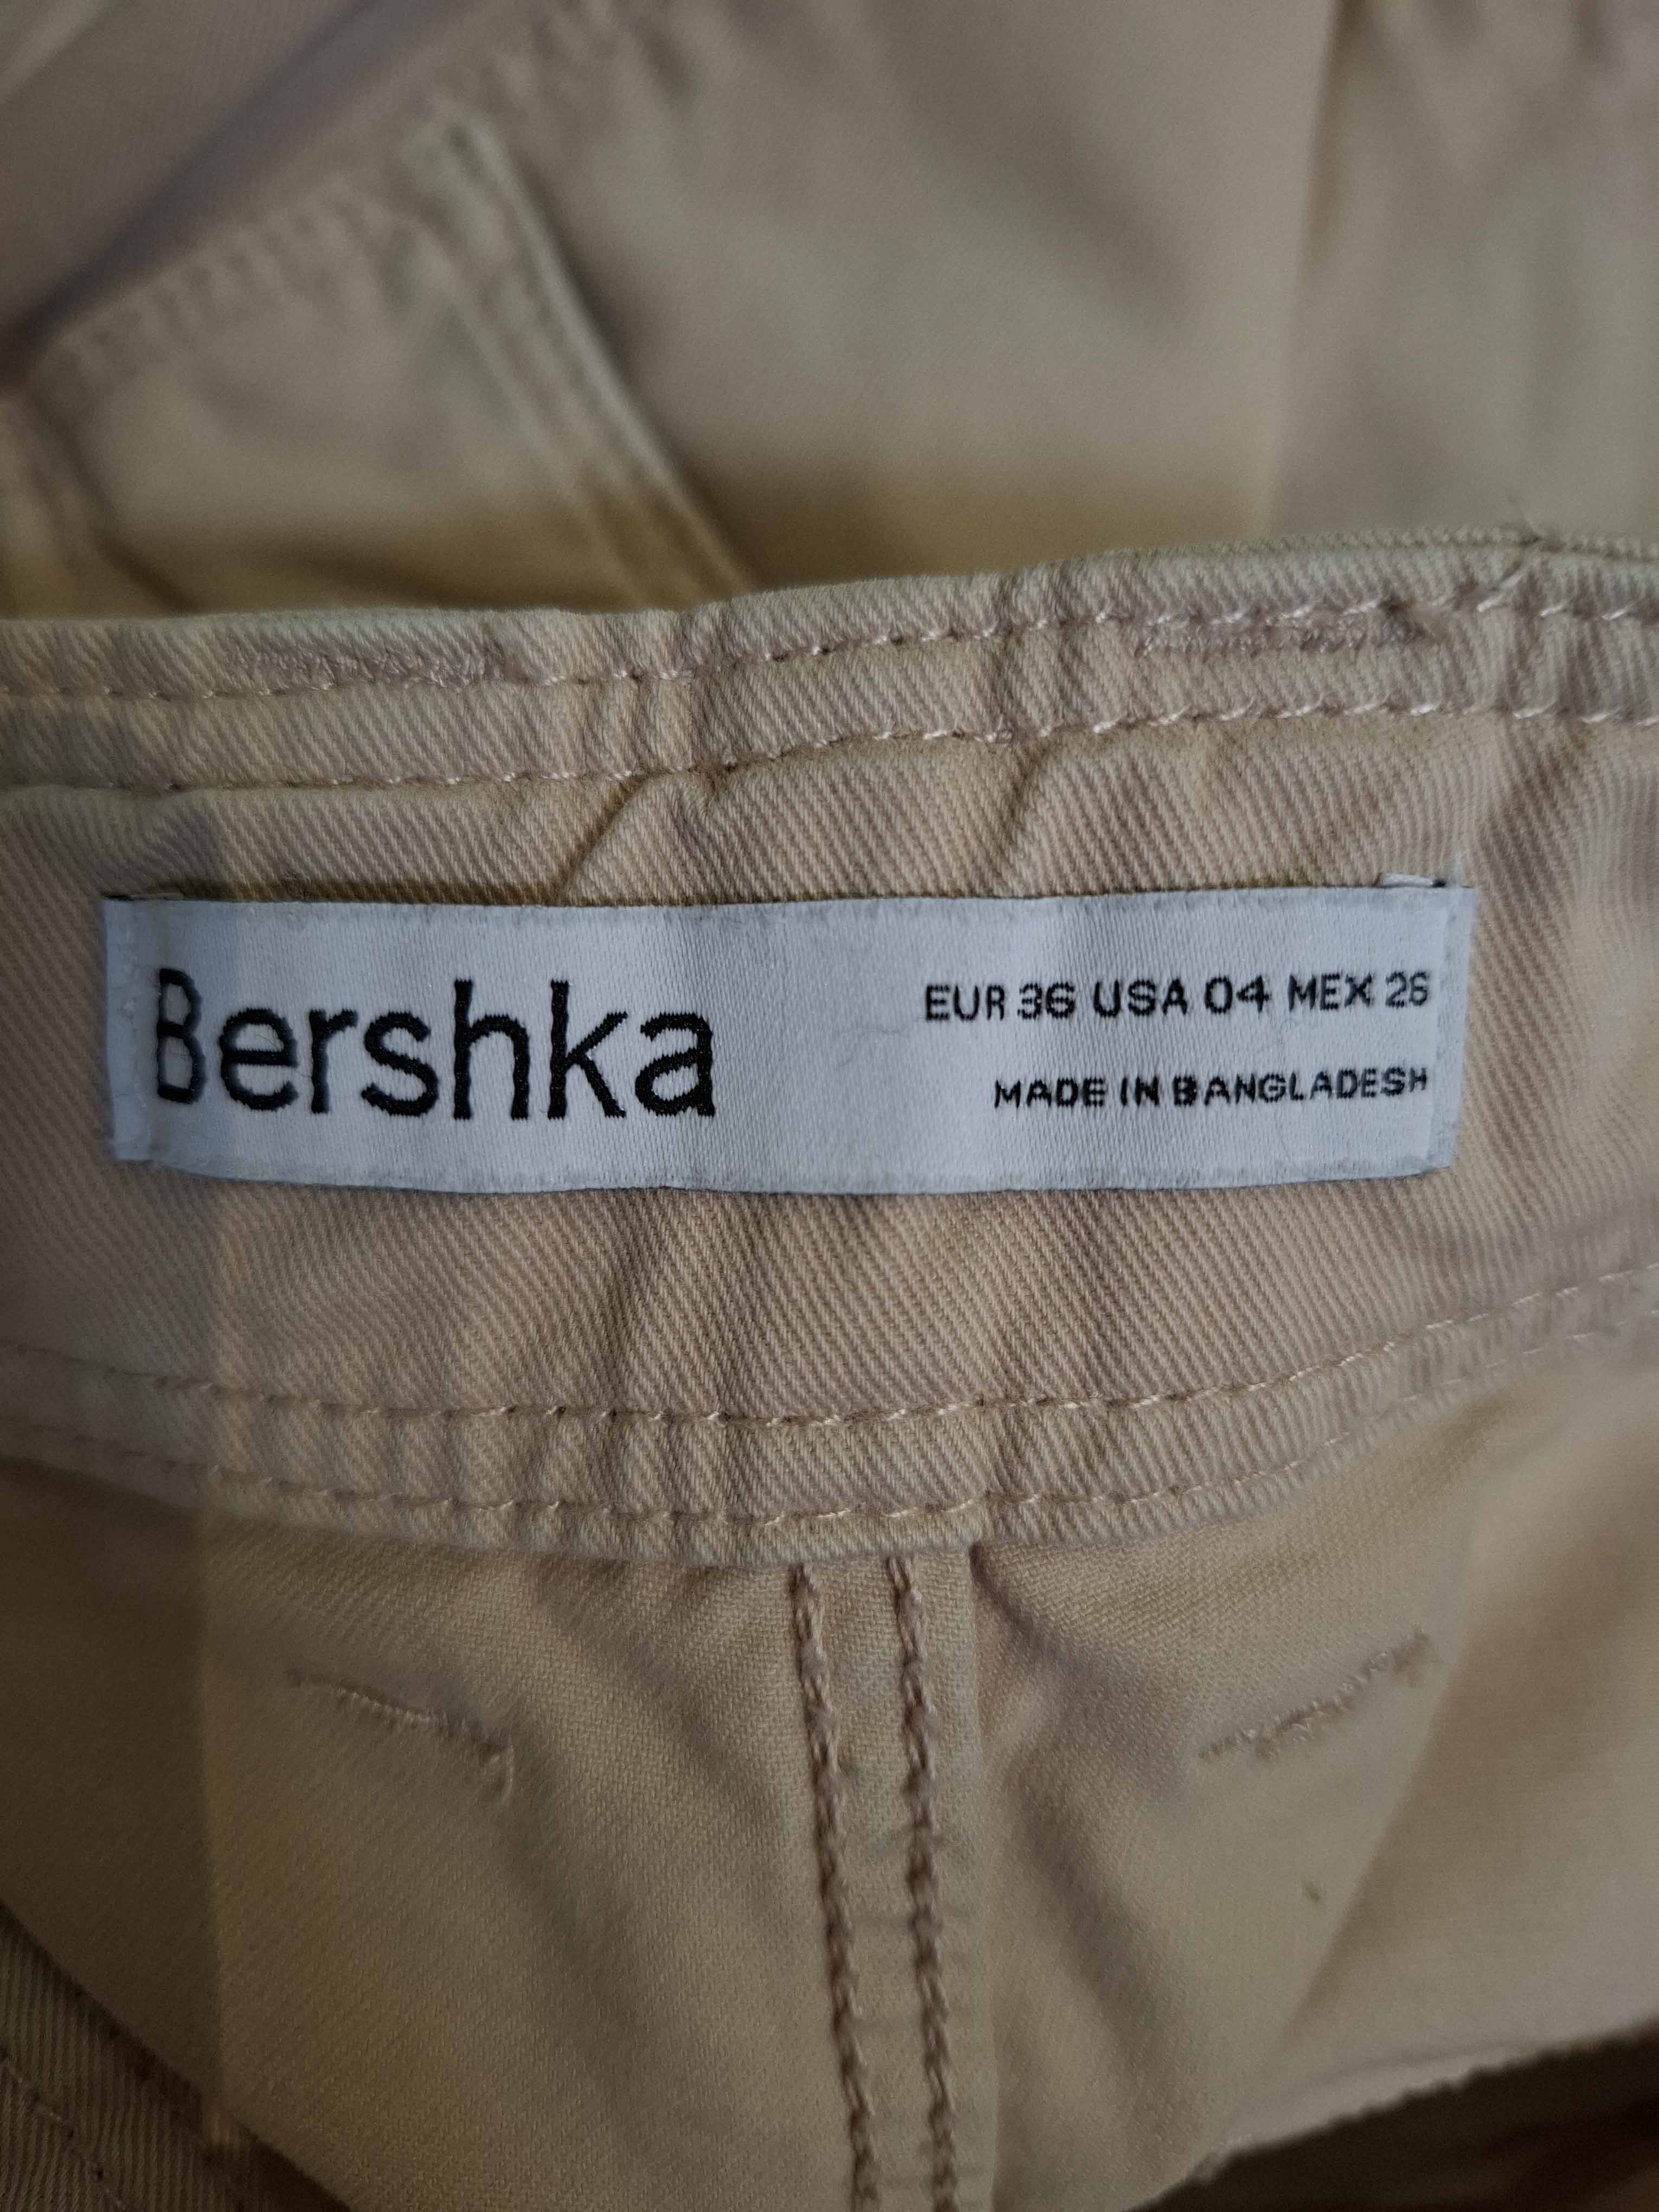 Bershka
EUR 36 USA 04 MEX 26
MADE IN BANGLADESH